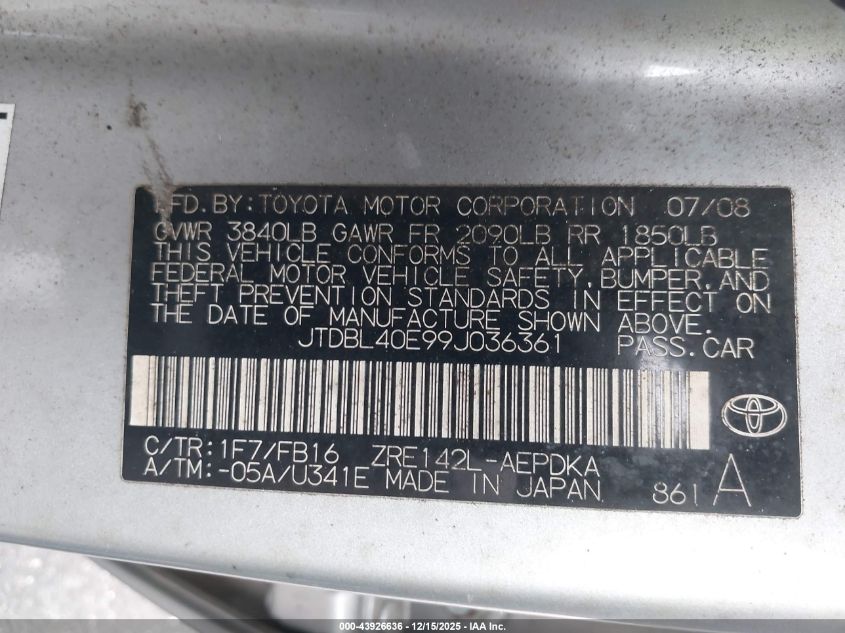 MFD.BY:TOYOTA MOTOR CORPORATION 07/08
GVWR 3840LB GAWR FR 2090LB RR 1850LB
THIS VEHICLE CONFORMS TO ALL APPLICABLE
FEDERAL MOTOR VEHICLE SAFETY,BUMPER,AND
THEFT PREVENTION STANDARDS IN EFFECT ON
THE DATE OF MANUFACTURE SHOWN ABOVE.
JTDBL40E99J036361 PASS.CAR
C/TR:1F7/FB16 ZRE142L-AEPDKA
A/TM:-05A/U341E MADE IN JAPAN 861 A
000-43926636 - 12/15/2025 - IAA Inc.